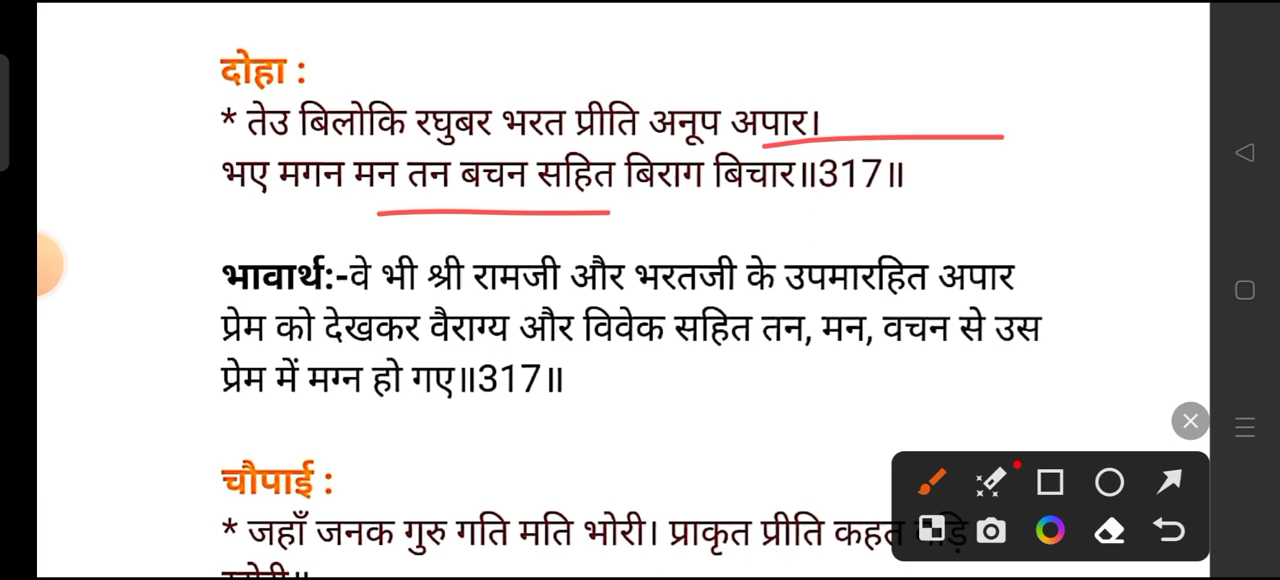 दोहा :
* तेउ बिलोकि रघुबर भरत प्रीति अनूप अपार।
भए मगन मन तन बचन सहित बिराग बिचार॥317॥
भावार्थ:-वे भी श्री रामजी और भरतजी के उपमारहित अपार
प्रेम को देखकर वैराग्य और विवेक सहित तन, मन, वचन से उस
प्रेम में मग्न हो गए॥317॥
चौपाई :
* जहाँ जनक गुरु गति मति भोरी। प्राकृत प्रीति कहत